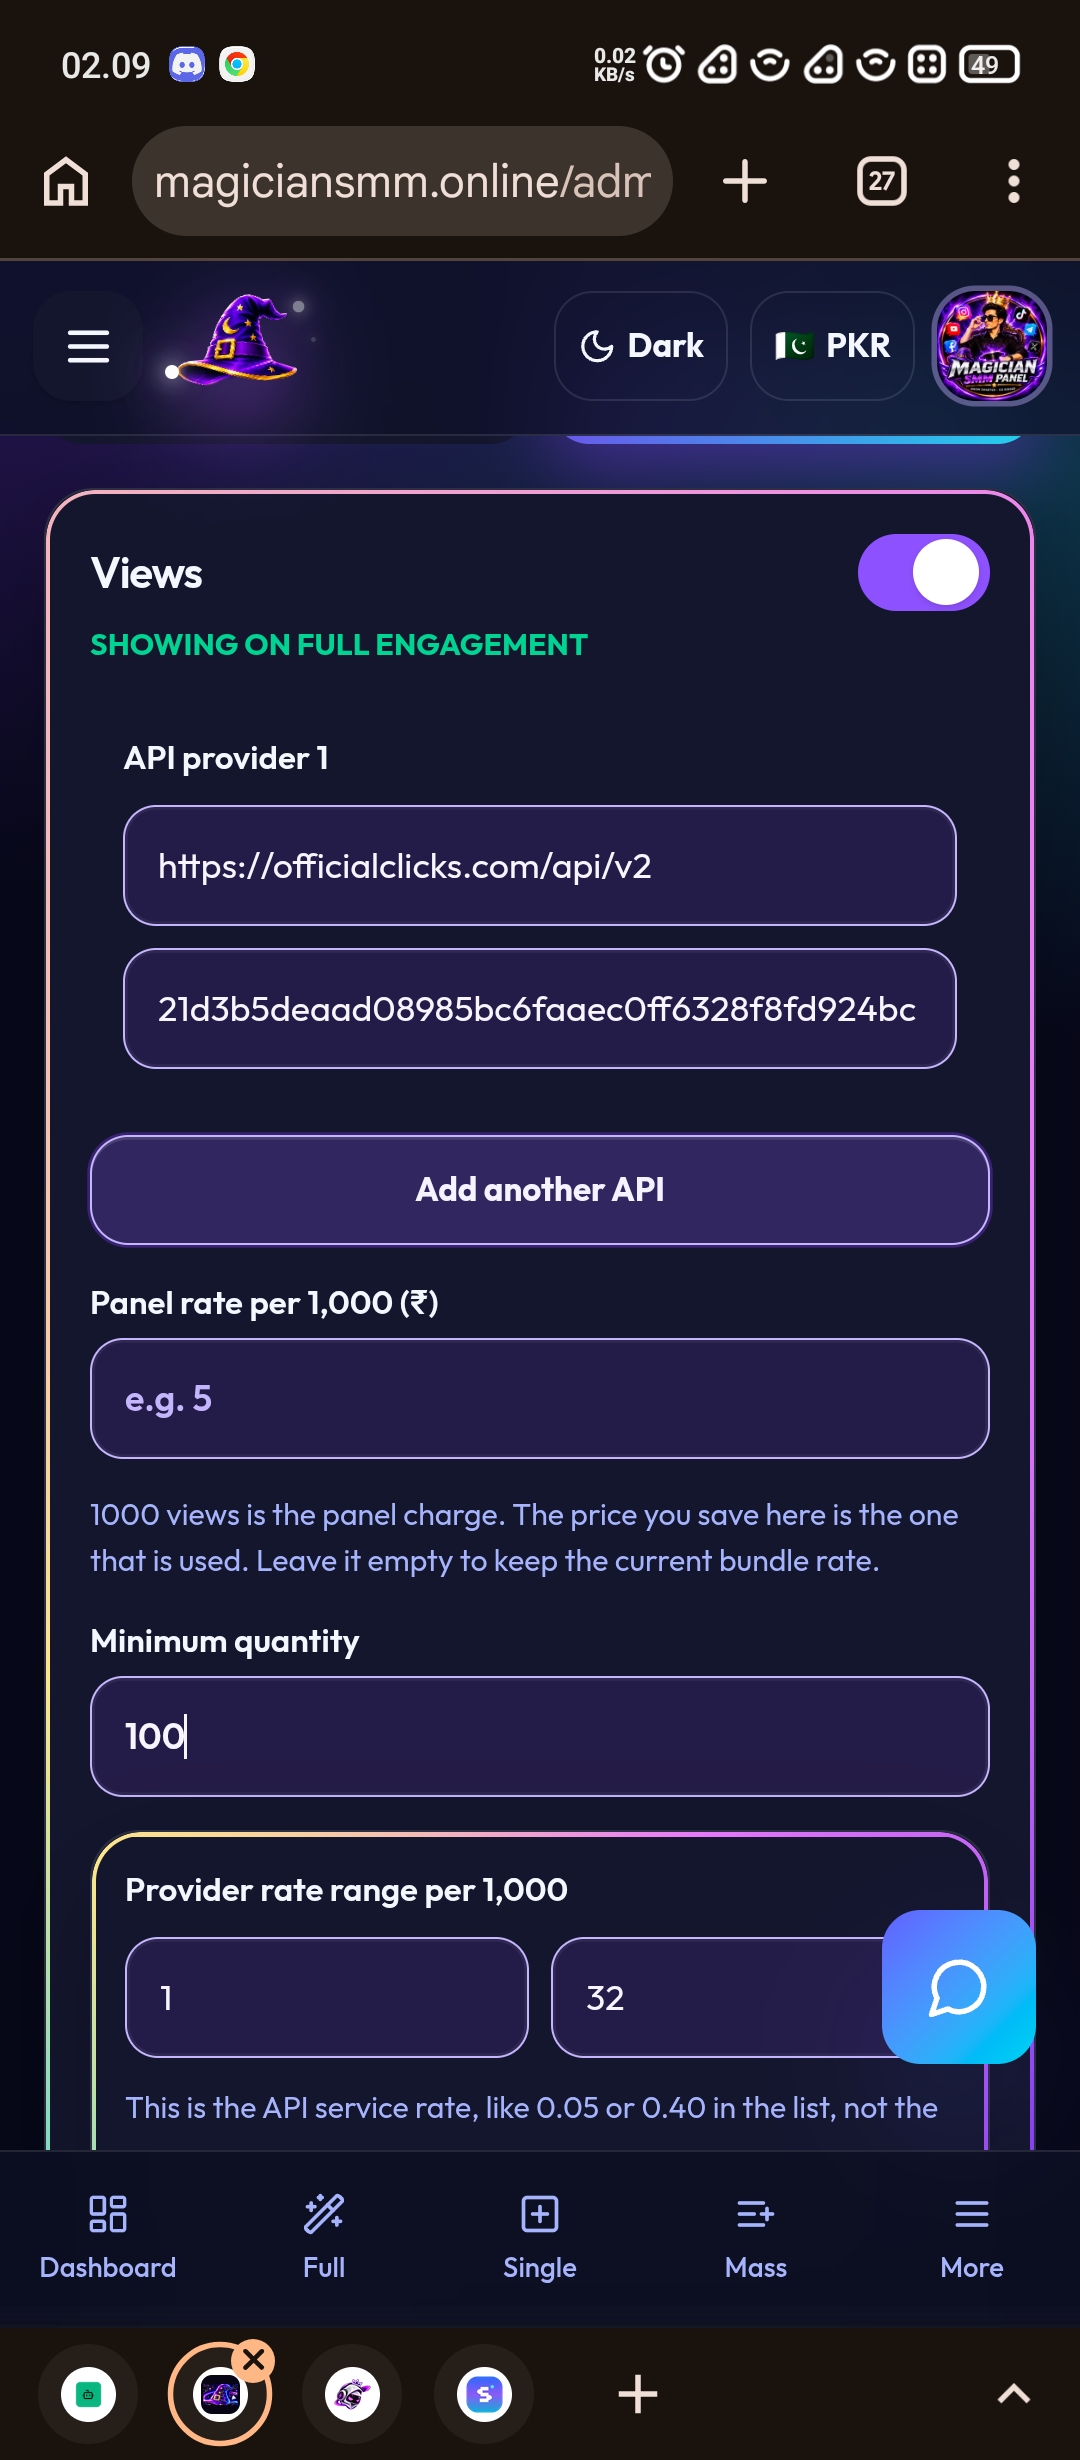 02.09
0.02
KB/s
49
magiciansmm.online/adm
27
Dark
PKR
MAGICIAN
SMM PANEL
Views
SHOWING ON FULL ENGAGEMENT
API provider 1
https://officialclicks.com/api/v2
21d3b5deaad08985bc6faaec0ff6328f8fd924bc
Add another API
Panel rate per 1,000 (₹)
e.g. 5
1000 views is the panel charge. The price you save here is the one
that is used. Leave it empty to keep the current bundle rate.
Minimum quantity
100
Provider rate range per 1,000
1
32
This is the API service rate, like 0.05 or 0.40 in the list, not the
Dashboard
Full
Single
Mass
More